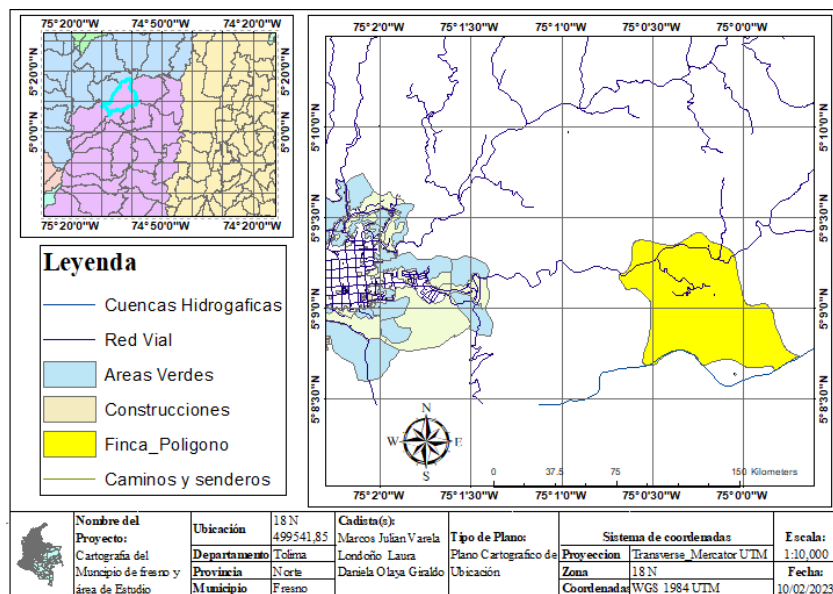 75°20'0"W 74°50'0"W 74°20'0"W
5°20'0"N
5°0'0"N
5°20'0"N
5°0'0"N
75°20'0"W 74°50'0"W 74°20'0"W
75°2'0"W 75°1'30"W 75°1'0"W 75°0'30"W 75°0'0"W
5°10'0"N
5°9'30"N
5°9'0"N
5°8'30"N
5°10'0"N
5°9'30"N
5°9'0"N
5°8'30"N
75°2'0"W 75°1'30"W 75°1'0"W 75°0'30"W 75°0'0"W
N
W E
S
0 37.5 75 150 Kilometers
Leyenda
Cuencas Hidrogaficas
Red Vial
Areas Verdes
Construcciones
Finca_Poligono
Caminos y senderos
Nombre del
Proyecto:
Cartografia del
Muncipio de fresno y
área de Estudio
Ubicación
18 N
499541,85
Departamento Tolima
Provincia Norte
Municipio Fresno
Cadista(s):
Marcos Julian Varela
Londoño Laura
Daniela Olaya Giraldo
Tipo de Plano:
Plano Cartografico de
Ubicación
Sistema de coordenadas
Proyeccion Transverse_Mercator UTM
Zona 18 N
Coordenadas WGS 1984 UTM
Escala:
1:10,000
Fecha:
10/02/2023